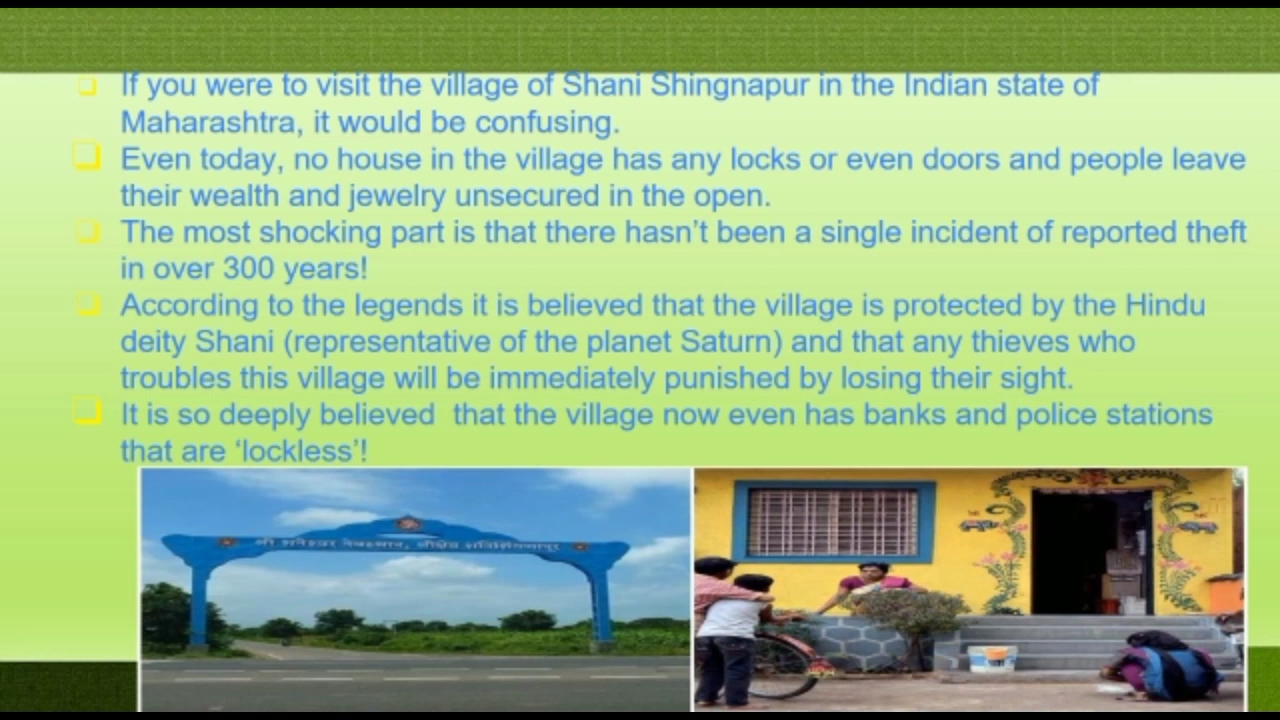 If you were to visit the village of Shani Shingnapur in the Indian state of
Maharashtra, it would be confusing.
Even today, no house in the village has any locks or even doors and people leave
their wealth and jewelry unsecured in the open.
The most shocking part is that there hasn’t been a single incident of reported theft
in over 300 years!
According to the legends it is believed that the village is protected by the Hindu
deity Shani (representative of the planet Saturn) and that any thieves who
troubles this village will be immediately punished by losing their sight.
It is so deeply believed  that the village now even has banks and police stations
that are ‘lockless’!
श्री शनैश्वर देवस्थान,